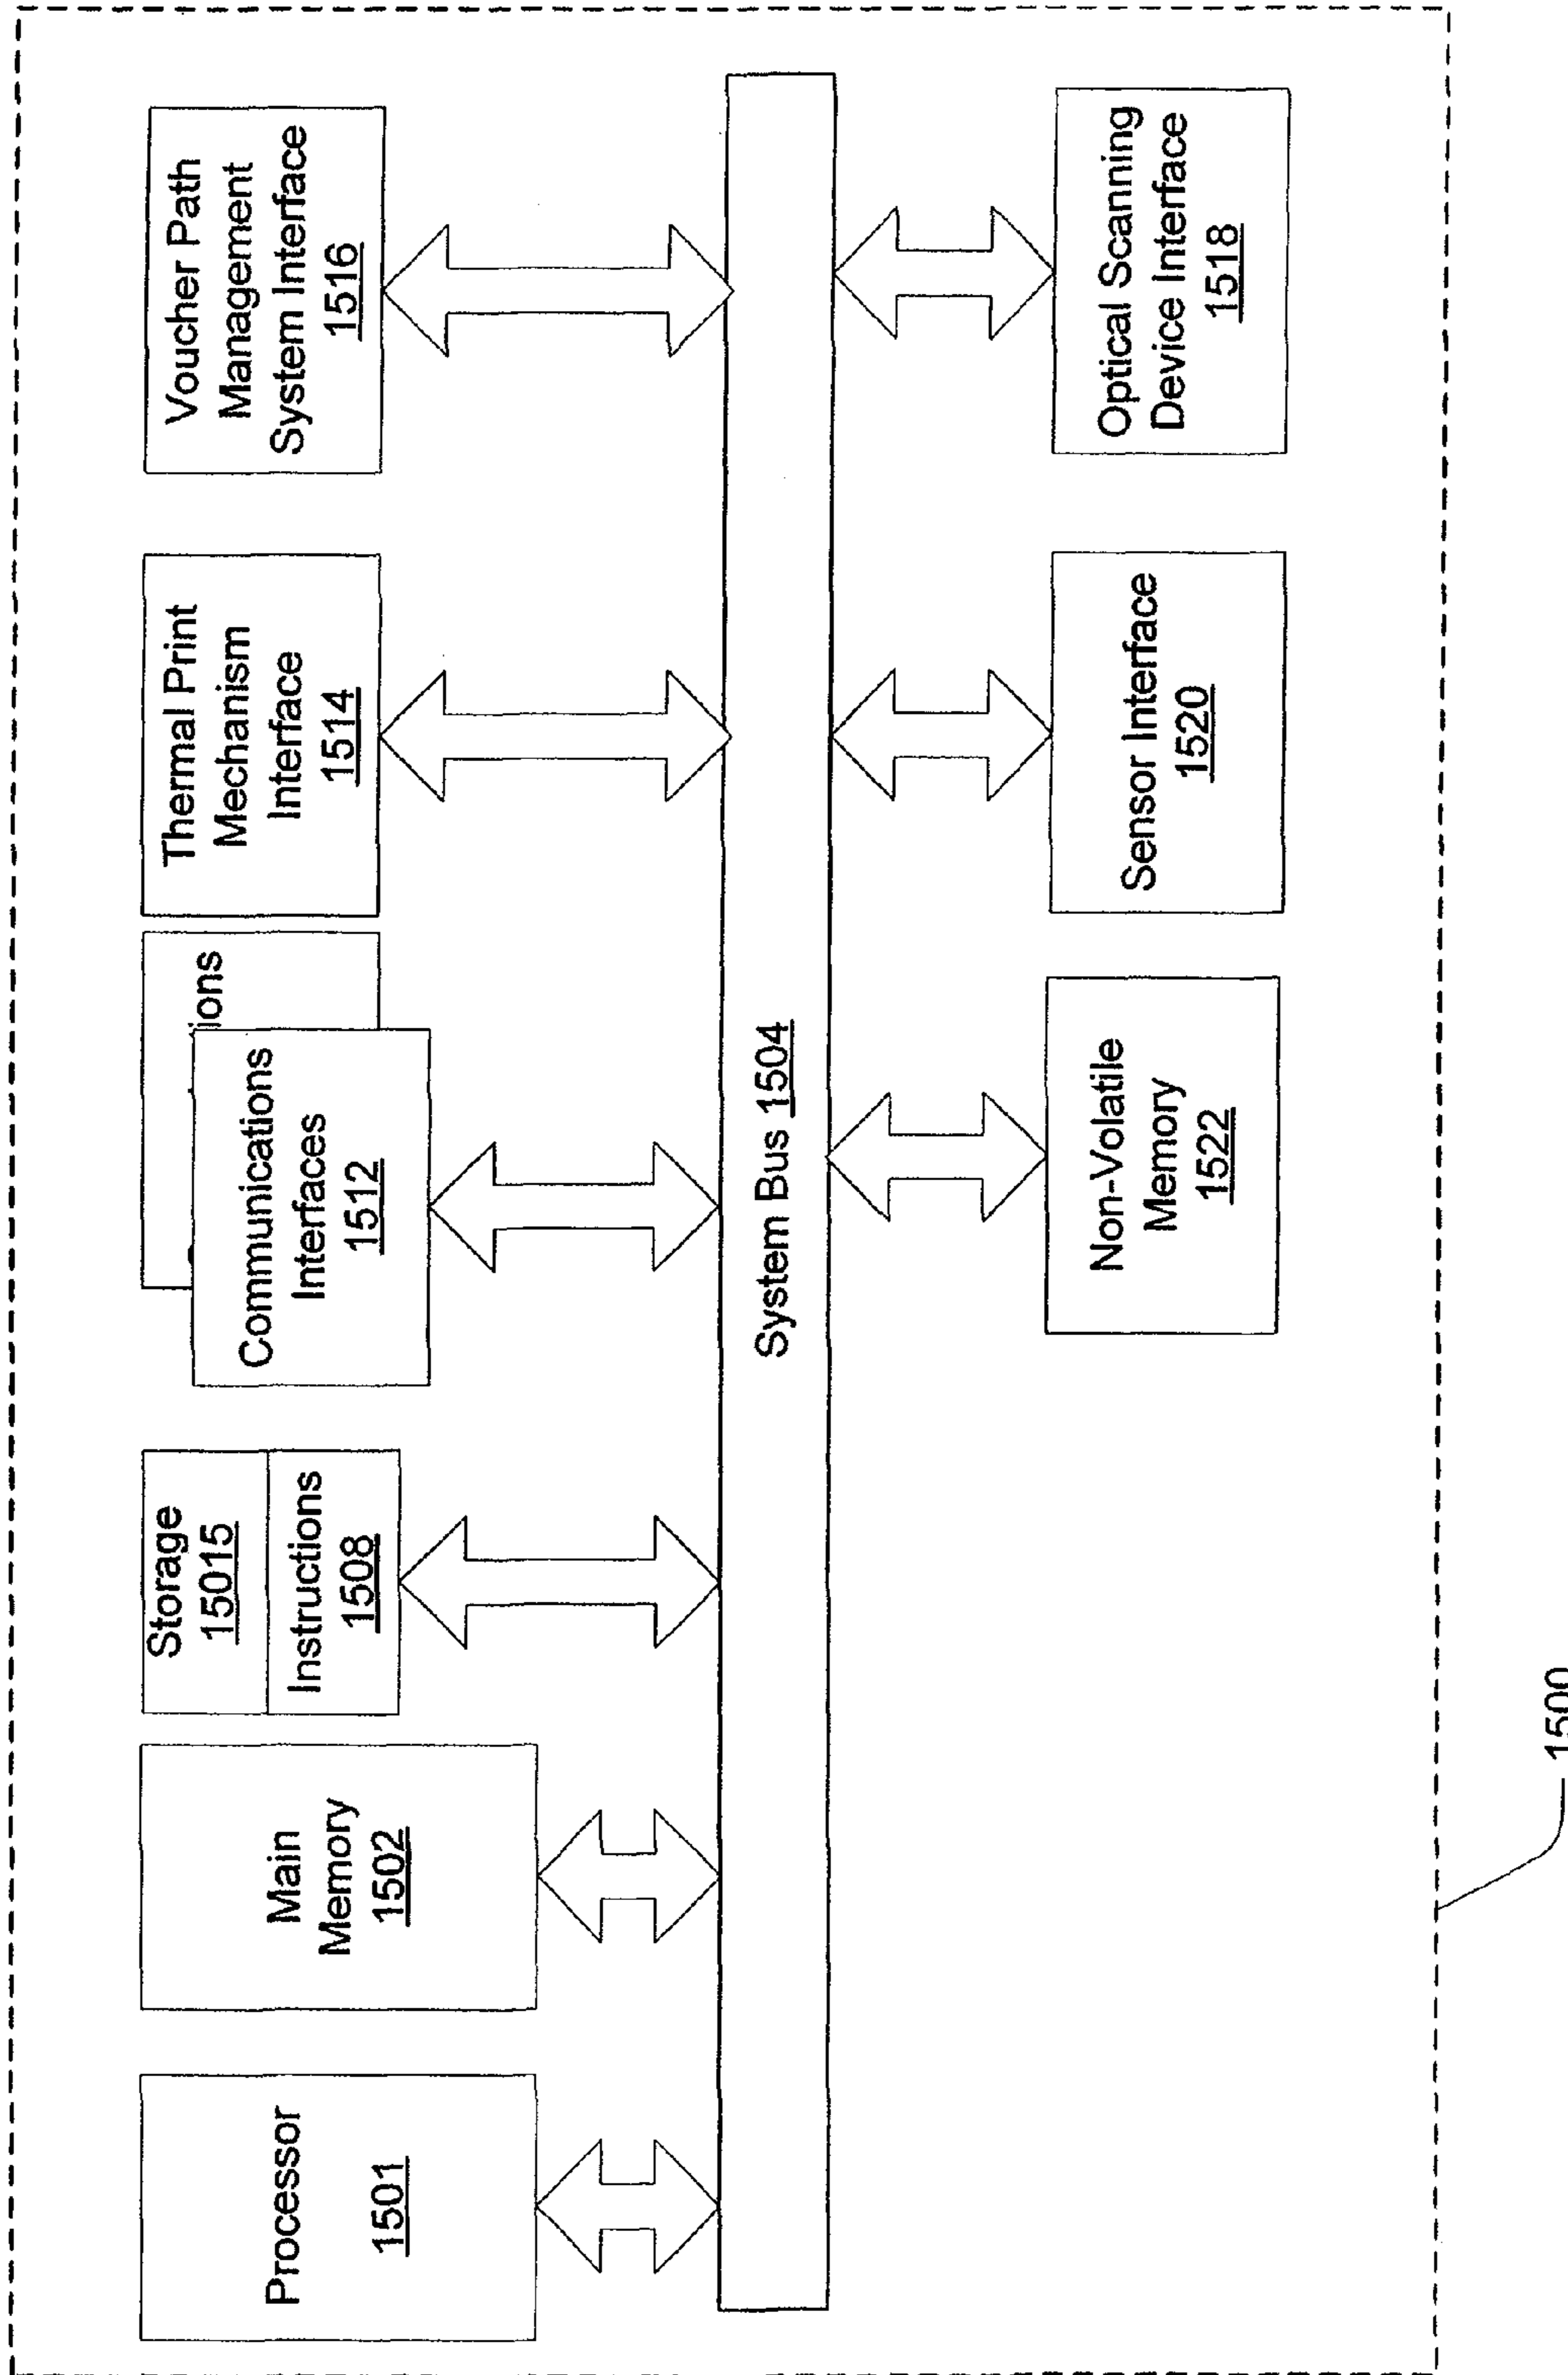 Processor
1501
Main
Memory
1502
Storage
15015
Instructions
1508
ions
Communications
Interfaces
1512
Thermal Print
Mechanism
Interface
1514
Voucher Path
Management
System Interface
1516
System Bus 1504
Non-Volatile
Memory
1522
Sensor Interface
1520
Optical Scanning
Device Interface
1518
1500